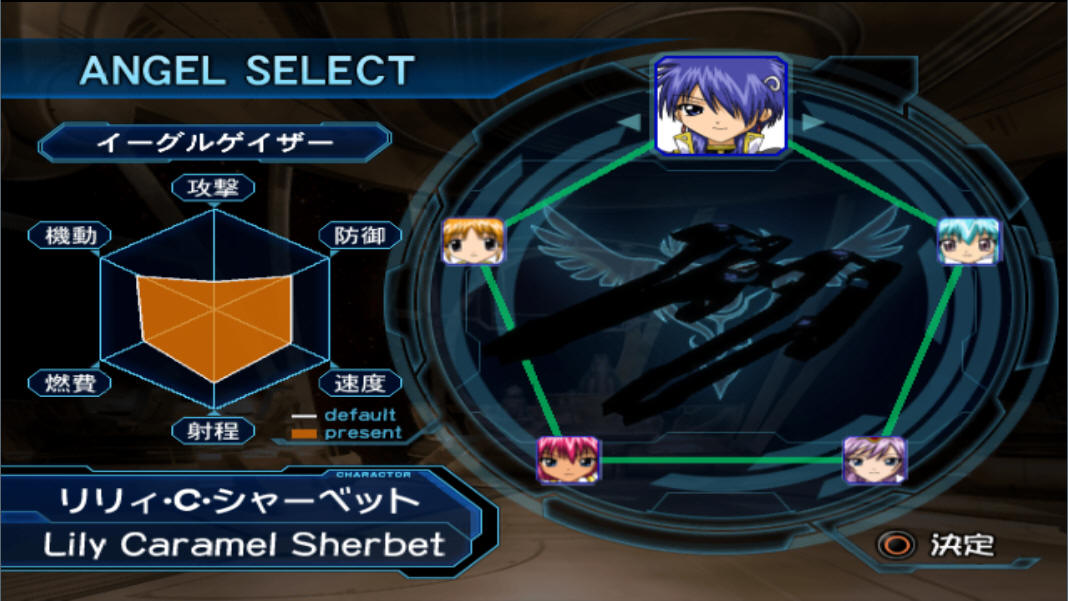 ANGEL SELECT
イーグルゲイザー
攻撃
機動
防御
燃費
速度
射程
default
present
CHARACTOR
リリィ・C・シャーベット
Lily Caramel Sherbet
決定